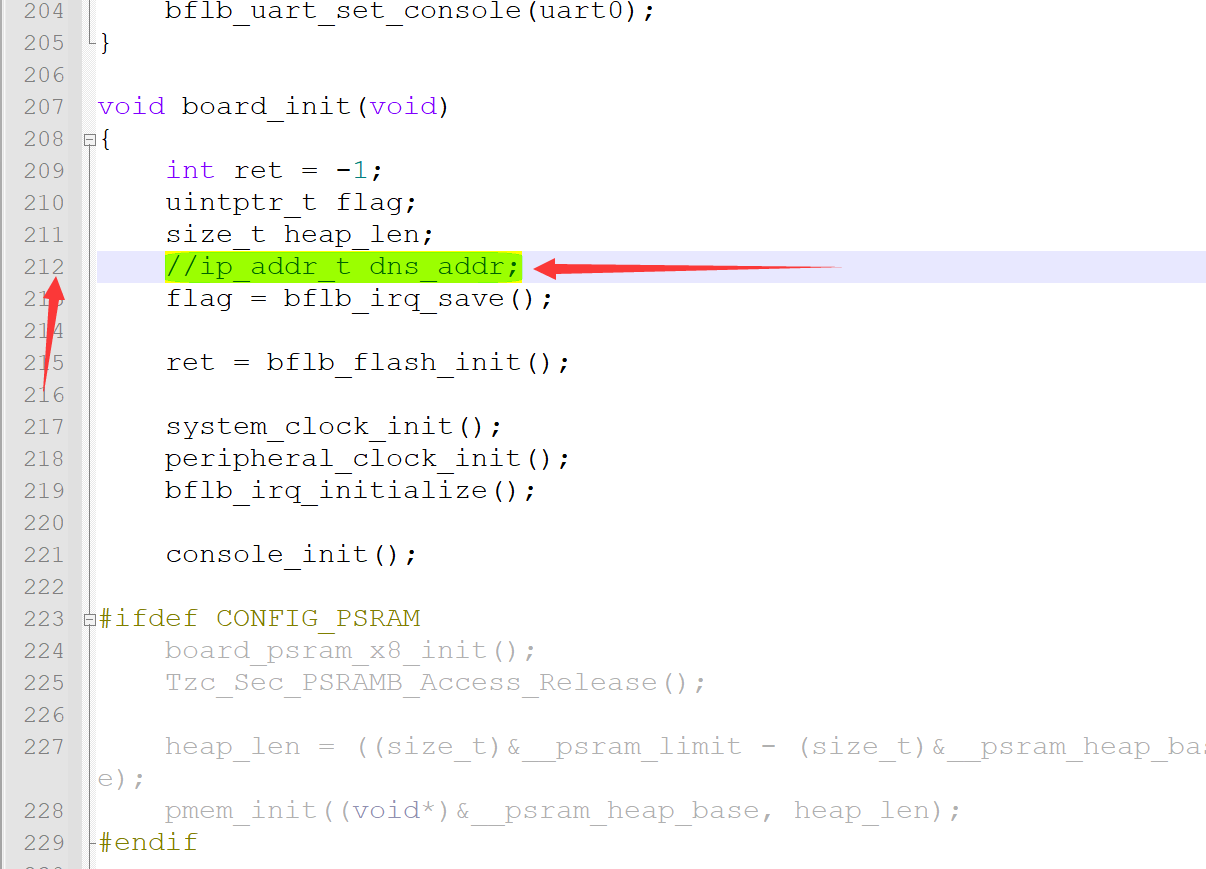 204 bflb_uart_set_console(uart0);
205 }
206
207 void board_init(void)
208 {
209 int ret = -1;
210 uintptr_t flag;
211 size_t heap_len;
212 //ip_addr_t dns_addr;
213 flag = bflb_irq_save();
214
215 ret = bflb_flash_init();
216
217 system_clock_init();
218 peripheral_clock_init();
219 bflb_irq_initialize();
220
221 console_init();
222
223 #ifdef CONFIG_PSRAM
224 board_psram_x8_init();
225 Tzc_Sec_PSRAMB_Access_Release();
226
227 heap_len = ((size_t)&__psram_limit - (size_t)&__psram_heap_bas
e);
228 pmem_init((void*)&__psram_heap_base, heap_len);
229 #endif